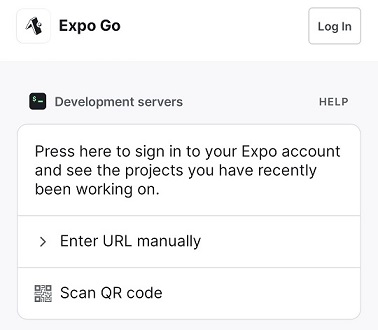 Expo Go
Log In
Development servers
HELP
Press here to sign in to your Expo account
and see the projects you have recently
been working on.
Enter URL manually
Scan QR code